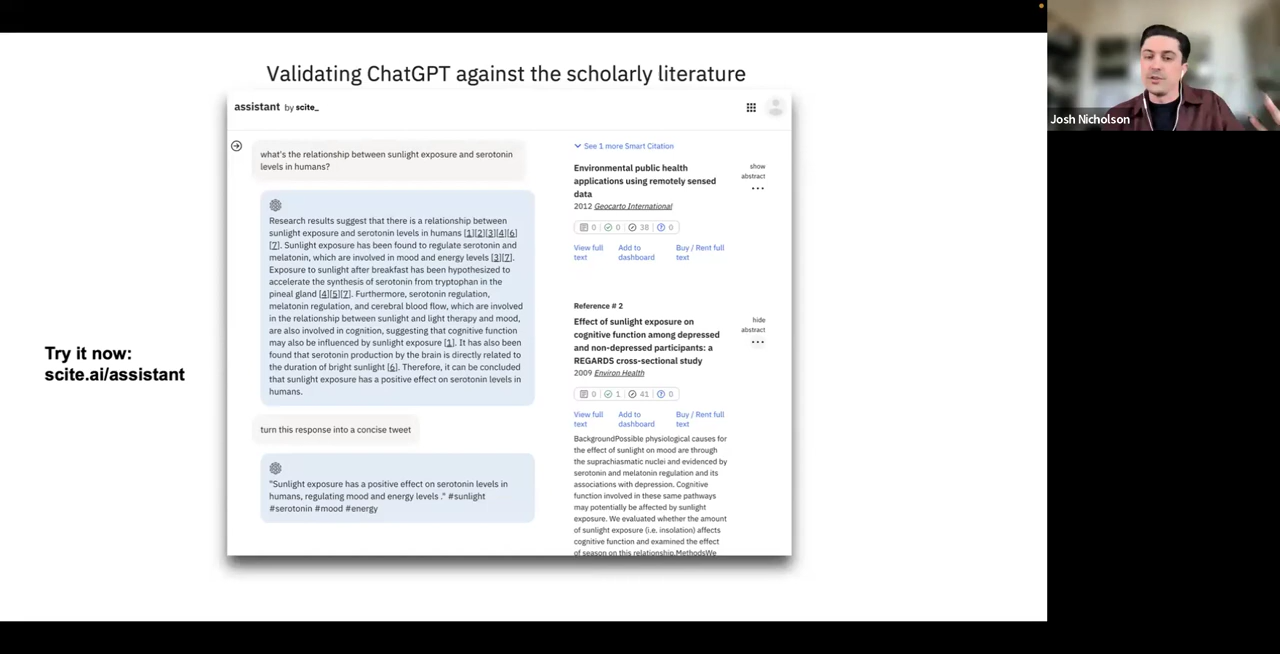 Validating ChatGPT against the scholarly literature
assistant by scite_
what's the relationship between sunlight exposure and serotonin
levels in humans?
Research results suggest that there is a relationship between
sunlight exposure and serotonin levels in humans [1][2][3][4][6]
[7]. Sunlight exposure has been found to regulate serotonin and
melatonin, which are involved in mood and energy levels [3][7].
Exposure to sunlight after breakfast has been hypothesized to
accelerate the synthesis of serotonin from tryptophan in the
pineal gland [4][5][7]. Furthermore, serotonin regulation,
melatonin regulation, and cerebral blood flow, which are involved
in the relationship between sunlight and light therapy and mood,
are also involved in cognition, suggesting that cognitive function
may also be influenced by sunlight exposure [1]. It has also been
found that serotonin production by the brain is directly related to
the duration of bright sunlight [6]. Therefore, it can be concluded
that sunlight exposure has a positive effect on serotonin levels in
humans.
turn this response into a concise tweet
"Sunlight exposure has a positive effect on serotonin levels in
humans, regulating mood and energy levels ." #sunlight
#serotonin #mood #energy
See 1 more Smart Citation
Environmental public health
applications using remotely sensed
data
show
abstract
2012 Geocarto International
0 0 38 0
View full
text
Add to
dashboard
Buy / Rent full
text
Reference # 2
Effect of sunlight exposure on
cognitive function among depressed
and non-depressed participants: a
REGARDS cross-sectional study
hide
abstract
2009 Environ Health
0 1 41 0
View full
text
Add to
dashboard
Buy / Rent full
text
BackgroundPossible physiological causes for
the effect of sunlight on mood are through
the suprachiasmatic nuclei and evidenced by
serotonin and melatonin regulation and its
associations with depression. Cognitive
function involved in these same pathways
may potentially be affected by sunlight
exposure. We evaluated whether the amount
of sunlight exposure (i.e. insolation) affects
cognitive function and examined the effect
of season on this relationship.MethodsWe
Try it now:
scite.ai/assistant
Josh Nicholson